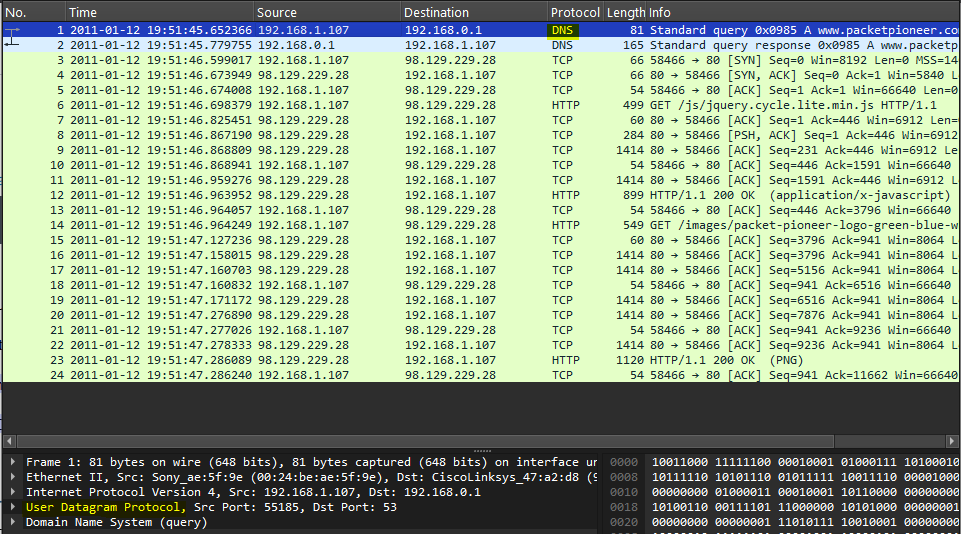 No. Time Source Destination Protocol Length Info
1 2011-01-12 19:51:45.652366 192.168.1.107 192.168.0.1 DNS 81 Standard query 0x0985 A www.packetpioneer.co
2 2011-01-12 19:51:45.779755 192.168.0.1 192.168.1.107 DNS 165 Standard query response 0x0985 A www.packetp
3 2011-01-12 19:51:46.599017 192.168.1.107 98.129.229.28 TCP 66 58466 → 80 [SYN] Seq=0 Win=8192 Len=0 MSS=14
4 2011-01-12 19:51:46.673949 98.129.229.28 192.168.1.107 TCP 66 80 → 58466 [SYN, ACK] Seq=0 Ack=1 Win=5840 L
5 2011-01-12 19:51:46.674008 192.168.1.107 98.129.229.28 TCP 54 58466 → 80 [ACK] Seq=1 Ack=1 Win=66640 Len=0
6 2011-01-12 19:51:46.698379 192.168.1.107 98.129.229.28 HTTP 499 GET /js/jquery.cycle.lite.min.js HTTP/1.1
7 2011-01-12 19:51:46.825451 98.129.229.28 192.168.1.107 TCP 60 80 → 58466 [ACK] Seq=1 Ack=446 Win=6912 Len=
8 2011-01-12 19:51:46.867190 98.129.229.28 192.168.1.107 TCP 284 80 → 58466 [PSH, ACK] Seq=1 Ack=446 Win=6912
9 2011-01-12 19:51:46.868809 98.129.229.28 192.168.1.107 TCP 1414 80 → 58466 [ACK] Seq=231 Ack=446 Win=6912 Le
10 2011-01-12 19:51:46.868941 192.168.1.107 98.129.229.28 TCP 54 58466 → 80 [ACK] Seq=446 Ack=1591 Win=66640
11 2011-01-12 19:51:46.959276 98.129.229.28 192.168.1.107 TCP 1414 80 → 58466 [ACK] Seq=1591 Ack=446 Win=6912 L
12 2011-01-12 19:51:46.963952 98.129.229.28 192.168.1.107 HTTP 899 HTTP/1.1 200 OK (application/x-javascript)
13 2011-01-12 19:51:46.964057 192.168.1.107 98.129.229.28 TCP 54 58466 → 80 [ACK] Seq=446 Ack=3796 Win=66640
14 2011-01-12 19:51:46.964249 192.168.1.107 98.129.229.28 HTTP 549 GET /images/packet-pioneer-logo-green-blue-w
15 2011-01-12 19:51:47.127236 98.129.229.28 192.168.1.107 TCP 60 80 → 58466 [ACK] Seq=3796 Ack=941 Win=8064 L
16 2011-01-12 19:51:47.158015 98.129.229.28 192.168.1.107 TCP 1414 80 → 58466 [ACK] Seq=3796 Ack=941 Win=8064 L
17 2011-01-12 19:51:47.160703 98.129.229.28 192.168.1.107 TCP 1414 80 → 58466 [ACK] Seq=5156 Ack=941 Win=8064 L
18 2011-01-12 19:51:47.160832 192.168.1.107 98.129.229.28 TCP 54 58466 → 80 [ACK] Seq=941 Ack=6516 Win=66640
19 2011-01-12 19:51:47.171172 98.129.229.28 192.168.1.107 TCP 1414 80 → 58466 [ACK] Seq=6516 Ack=941 Win=8064 L
20 2011-01-12 19:51:47.276890 98.129.229.28 192.168.1.107 TCP 1414 80 → 58466 [ACK] Seq=7876 Ack=941 Win=8064 L
21 2011-01-12 19:51:47.277026 192.168.1.107 98.129.229.28 TCP 54 58466 → 80 [ACK] Seq=941 Ack=9236 Win=66640
22 2011-01-12 19:51:47.278333 98.129.229.28 192.168.1.107 TCP 1414 80 → 58466 [ACK] Seq=9236 Ack=941 Win=8064 L
23 2011-01-12 19:51:47.286089 98.129.229.28 192.168.1.107 HTTP 1120 HTTP/1.1 200 OK (PNG)
24 2011-01-12 19:51:47.286240 192.168.1.107 98.129.229.28 TCP 54 58466 → 80 [ACK] Seq=941 Ack=11662 Win=66640
Frame 1: 81 bytes on wire (648 bits), 81 bytes captured (648 bits) on interface un
Ethernet II, Src: Sony_ae:5f:9e (00:24:be:ae:5f:9e), Dst: CiscoLinksys_47:a2:d8 (9
Internet Protocol Version 4, Src: 192.168.1.107, Dst: 192.168.0.1
User Datagram Protocol, Src Port: 55185, Dst Port: 53
Domain Name System (query)
0000 10011000 11111100 00010001 01000111 10100010
0008 10111110 10101110 01011111 10011110 00001000
0010 00000000 01000011 00001010 10110000 00000000
0018 10100110 00111101 11000000 10101000 00000001
0020 00000000 00000001 11010111 10010001 00000000